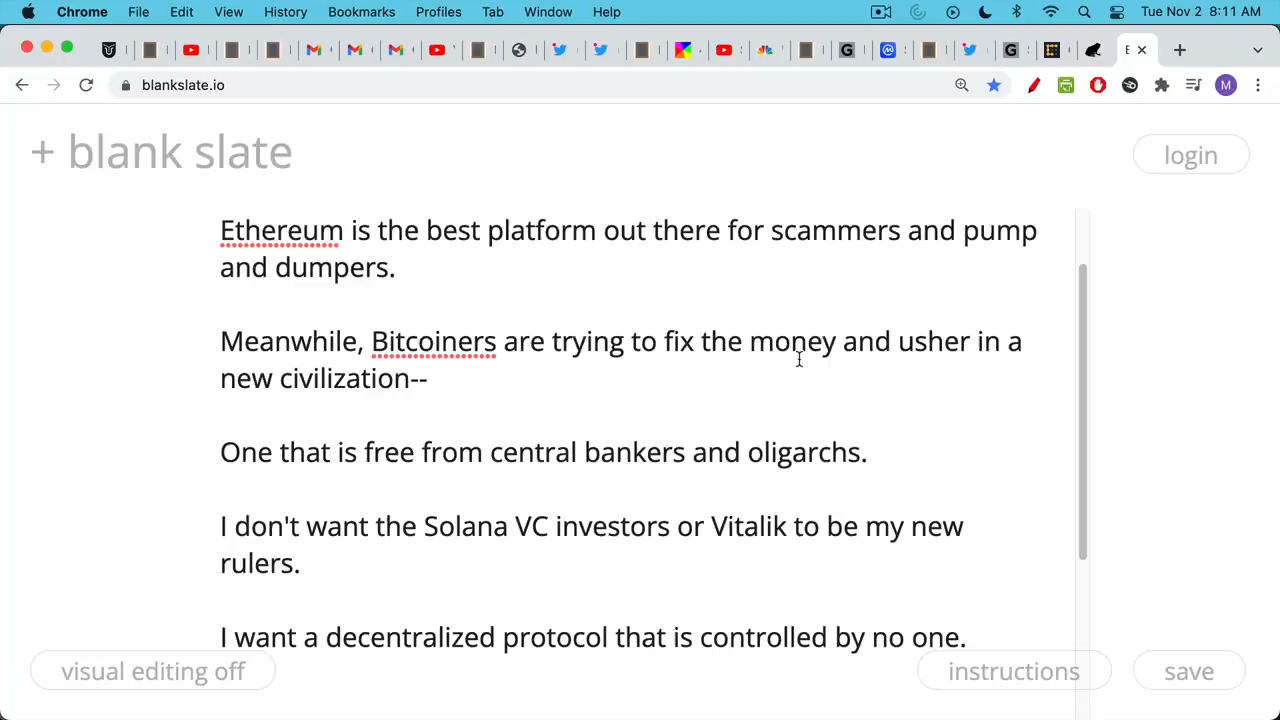 Chrome File Edit View History Bookmarks Profiles Tab Window Help Tue Nov 2 8:11 AM
blankslate.io M
+ blank slate
login
Ethereum is the best platform out there for scammers and pump
and dumpers.
Meanwhile, Bitcoiners are trying to fix the money and usher in a
new civilization--
One that is free from central bankers and oligarchs.
I don't want the Solana VC investors or Vitalik to be my new
rulers.
I want a decentralized protocol that is controlled by no one.
visual editing off instructions save